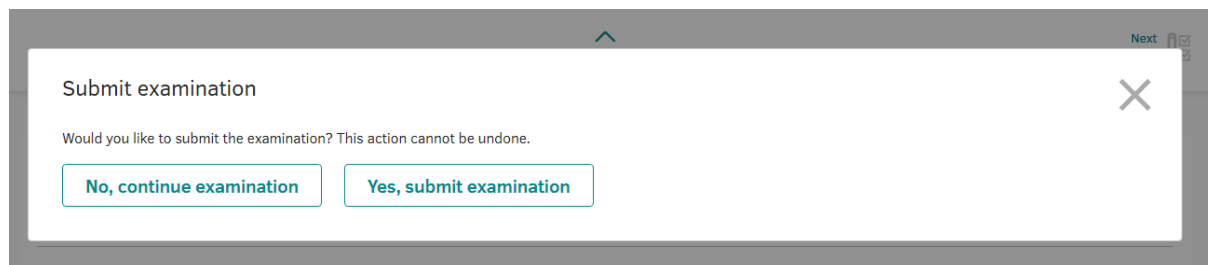 Next
Submit examination
Would you like to submit the examination? This action cannot be undone.
No, continue examination
Yes, submit examination